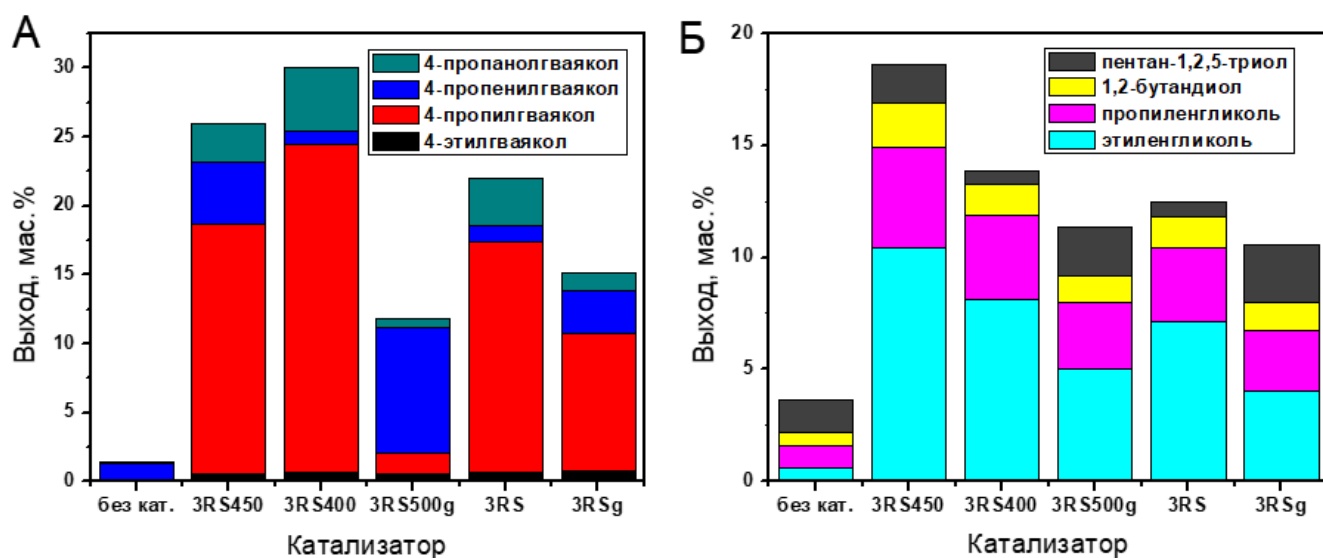 А
Выход, мас.%
30
25
20
15
10
5
0
4-пропанолгваякол
4-пропенилгваякол
4-пропилгваякол
4-этилгваякол
без кат.
3RS450
3RS400
3RS500g
3RS
3RSg
Катализатор
Б
Выход, мас.%
20
15
10
5
0
пентан-1,2,5-триол
1,2-бутандиол
пропиленгликоль
этиленгликоль
без кат.
3RS450
3RS400
3RS500g
3RS
3RSg
Катализатор